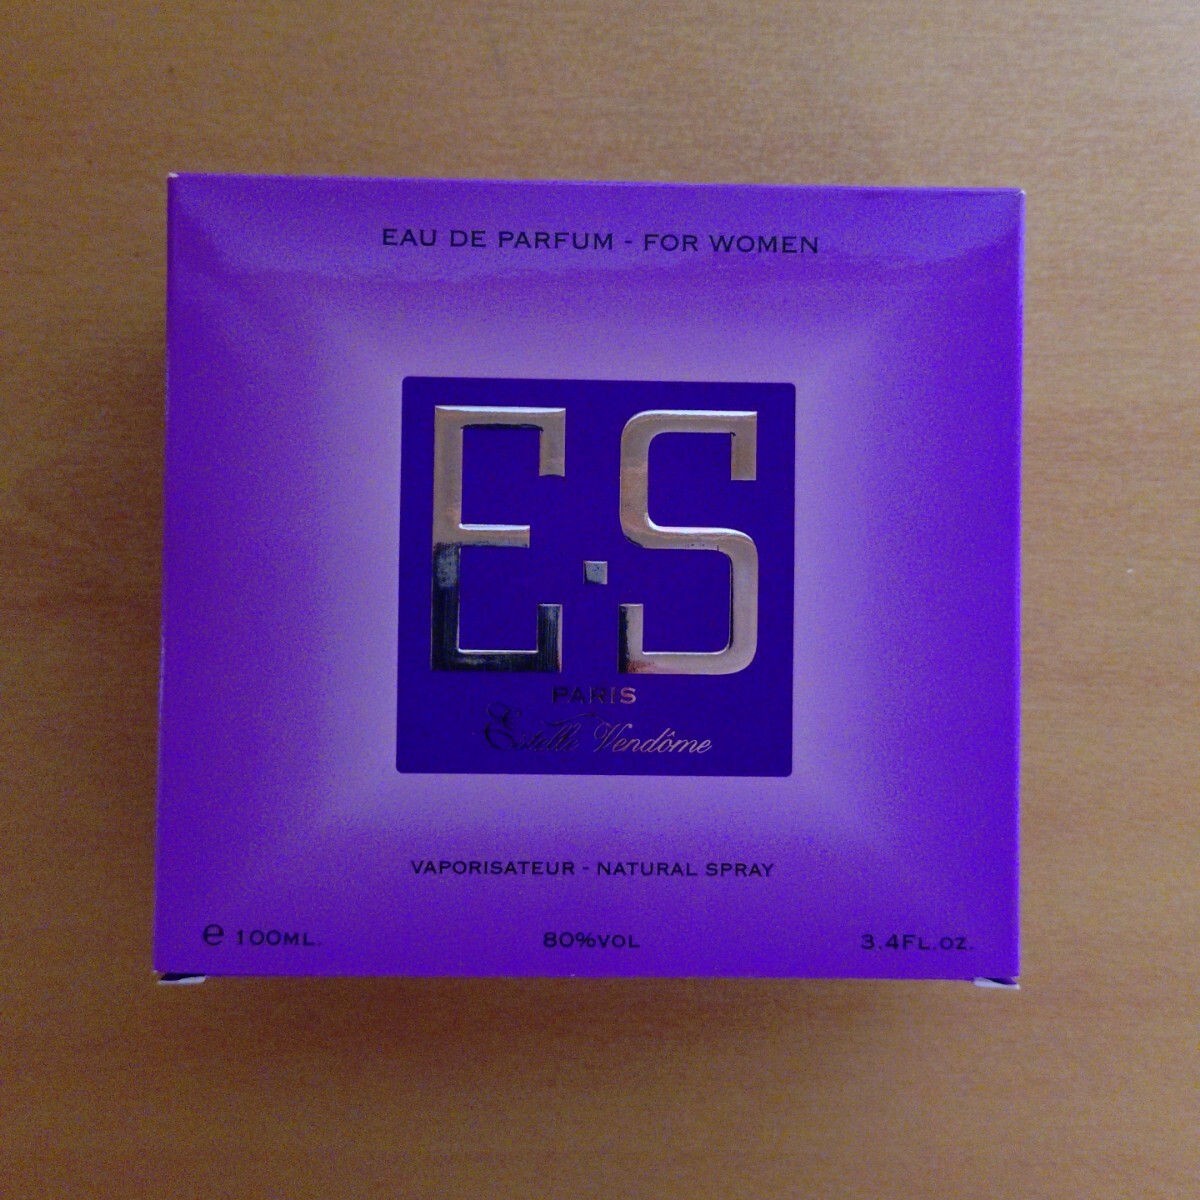 EAU DE PARFUM - FOR WOMEN
E·S
PARIS
Estelle Vendôme
VAPORISATEUR - NATURAL SPRAY
℮ 100ML. 80%VOL 3.4FL.OZ.